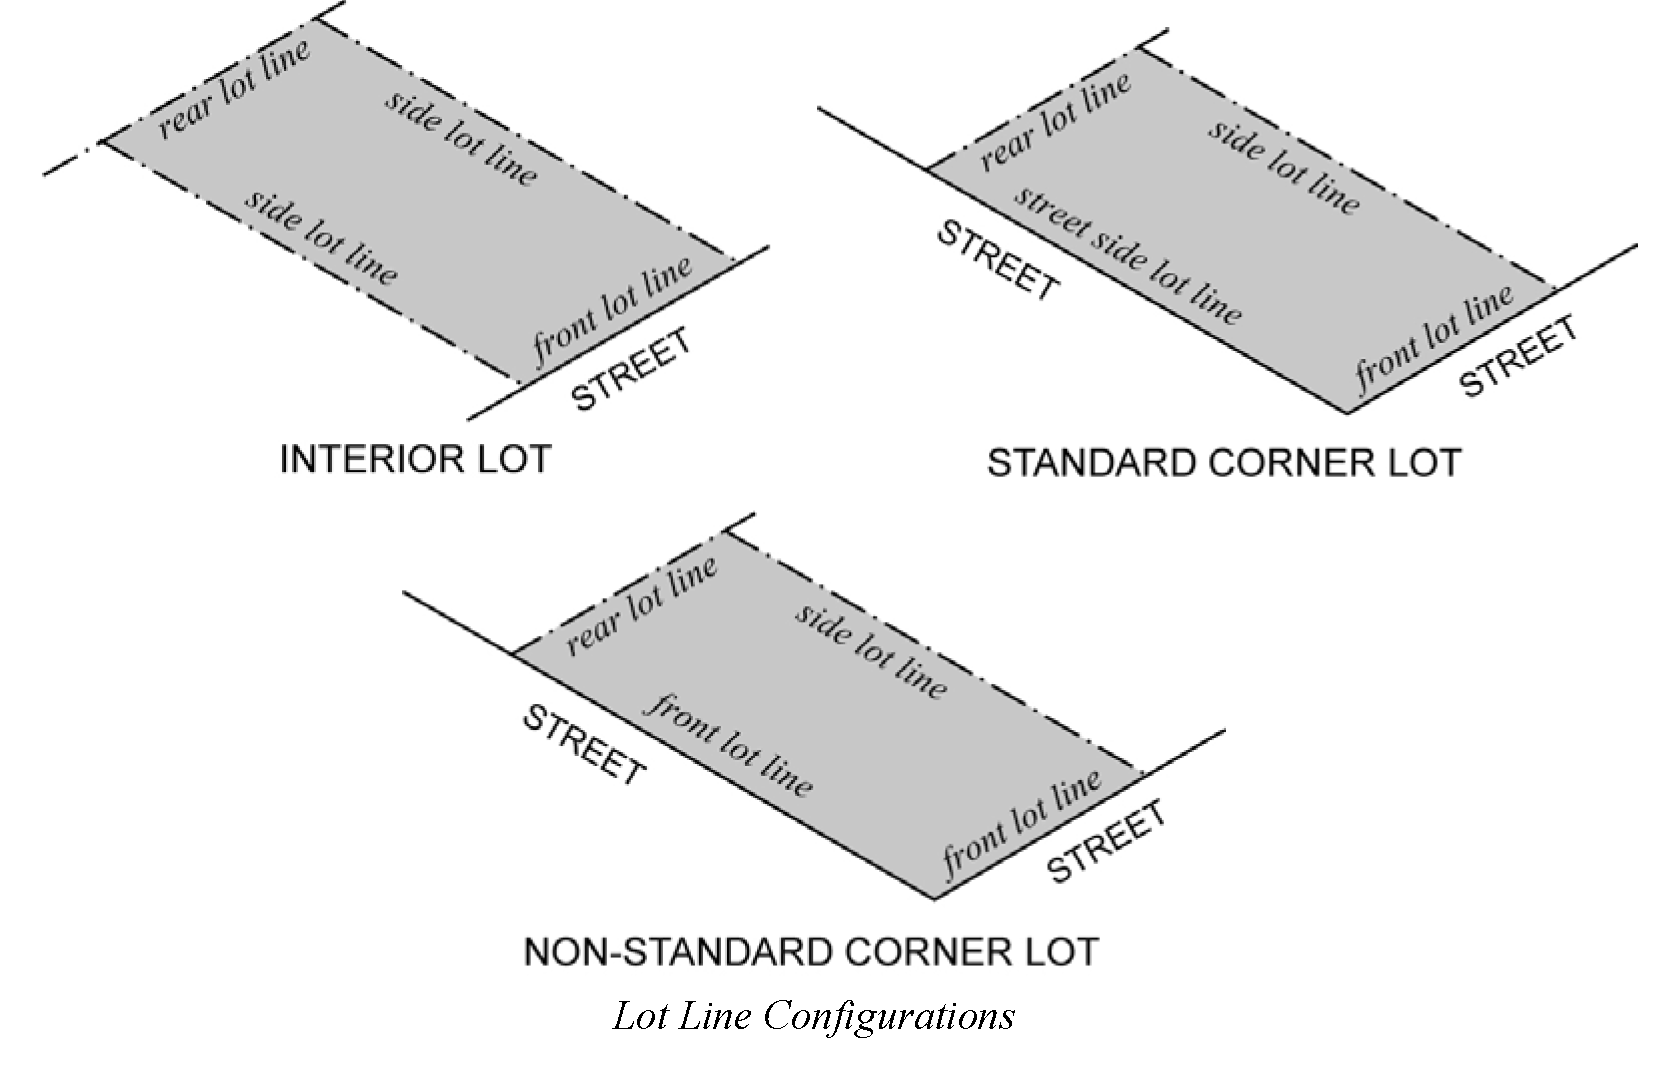 rear lot line
side lot line
side lot line
front lot line
STREET
INTERIOR LOT
rear lot line
side lot line
street side lot line
STREET
front lot line
STREET
STANDARD CORNER LOT
rear lot line
side lot line
front lot line
STREET
front lot line
STREET
NON-STANDARD CORNER LOT
Lot Line Configurations